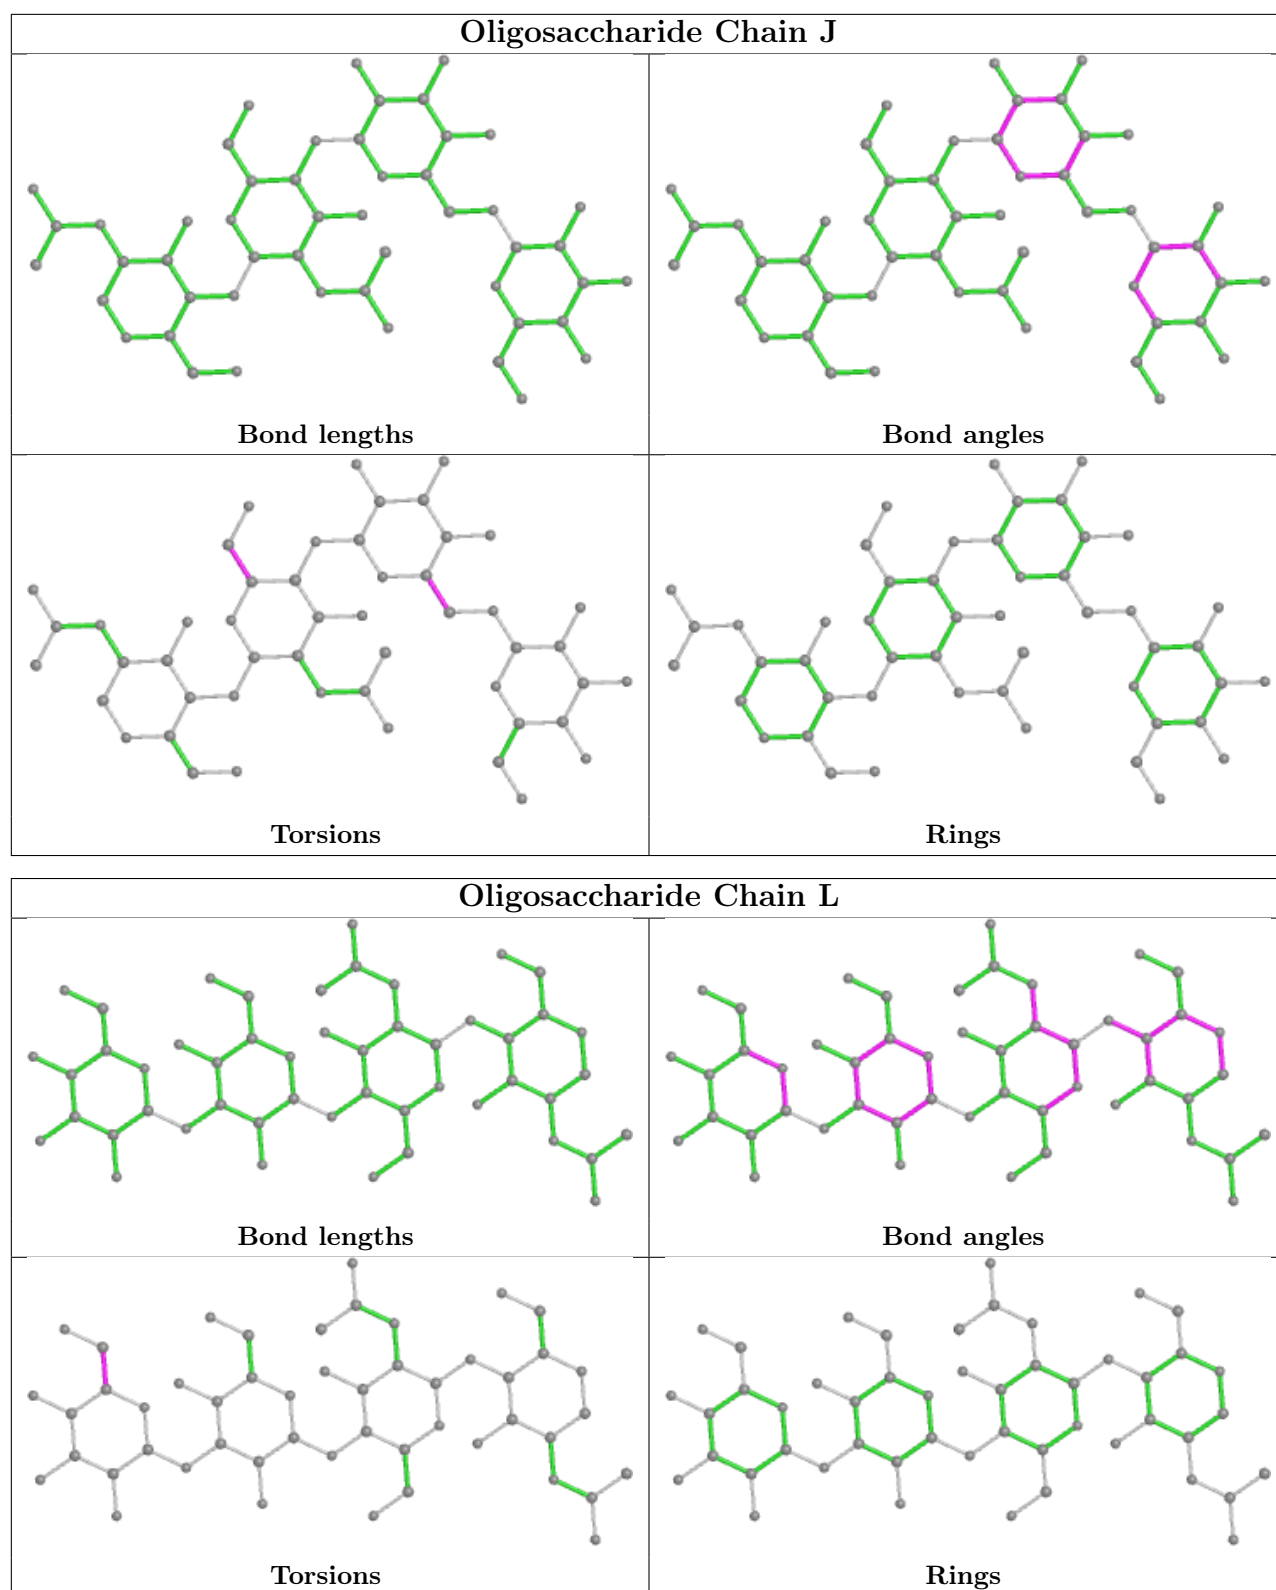 Oligosaccharide Chain J
Bond lengths
Bond angles
Torsions
Rings
Oligosaccharide Chain L
Bond lengths
Bond angles
Torsions
Rings